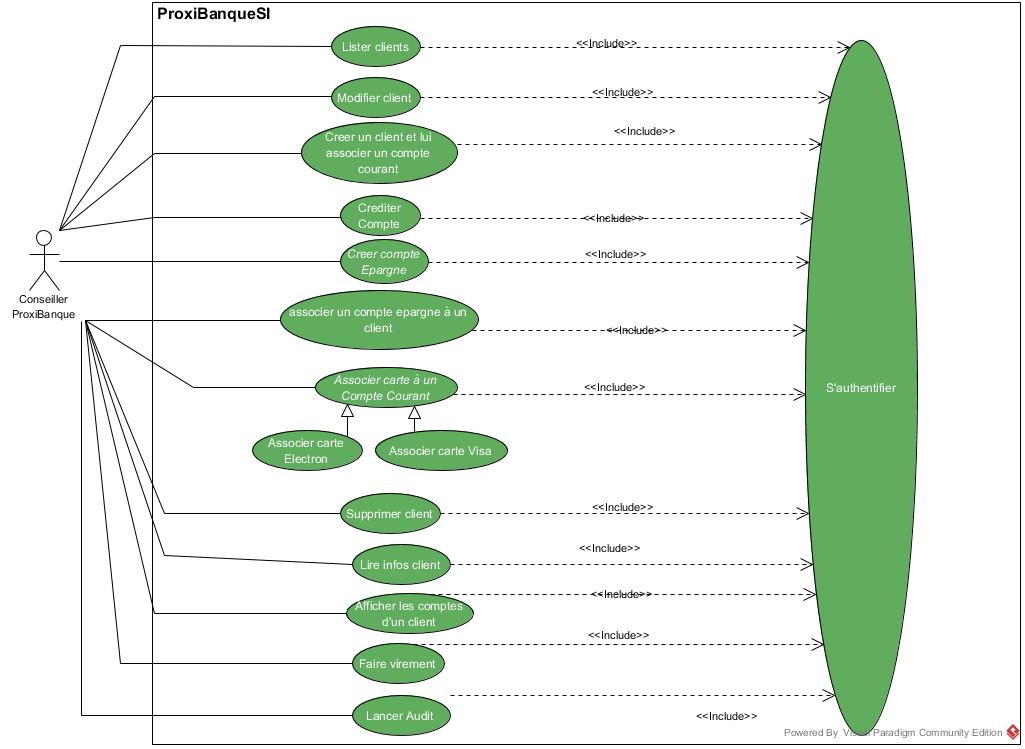 ProxiBanqueSI
Lister clients
<<Include>>
Modifier client
<<Include>>
Creer un client et lui
associer un compte
courant
<<Include>>
Crediter
Compte
<<Include>>
Creer compte
Epargne
<<Include>>
Conseiller
ProxiBanque
associer un compte epargne à un
client
<<Include>>
Associer carte à un
Compte Courant
<<Include>>
S'authentifier
Associer carte
Electron
Associer carte Visa
Supprimer client
<<Include>>
Lire infos client
<<Include>>
Afficher les comptes
d'un client
<<Include>>
Faire virement
<<Include>>
Lancer Audit
<<Include>>
Powered By Visual Paradigm Community Edition